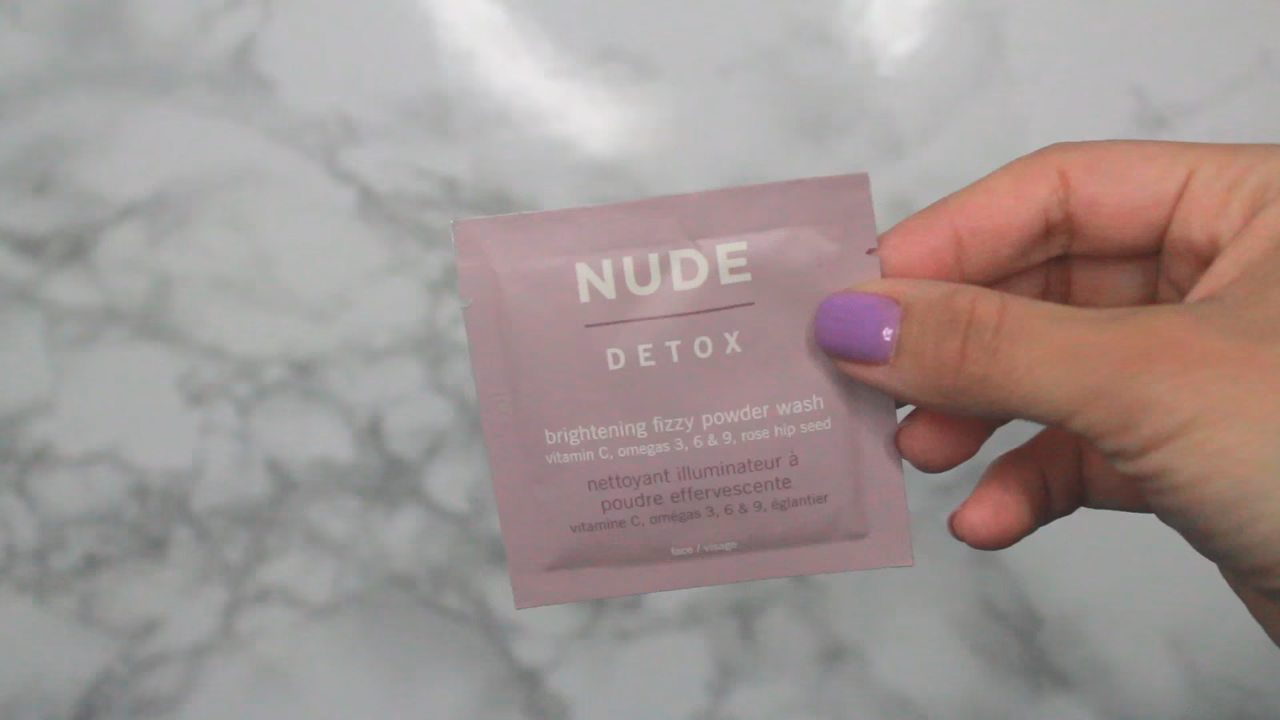 NUDE
DETOX
brightening fizzy powder wash
vitamin C, omegas 3, 6 & 9, rose hip seed
nettoyant illuminateur à
poudre effervescente
vitamine C, omégas 3, 6 & 9, églantier
face / visage